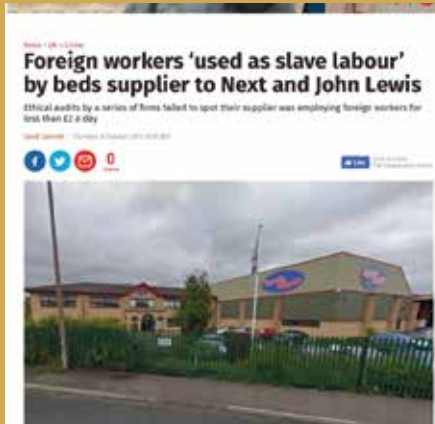 News > UK > Crime
Foreign workers ‘used as slave labour’
by beds supplier to Next and John Lewis
Ethical audits by a series of firms failed to spot their supplier was employing foreign workers for
less than £2 a day
0
Like